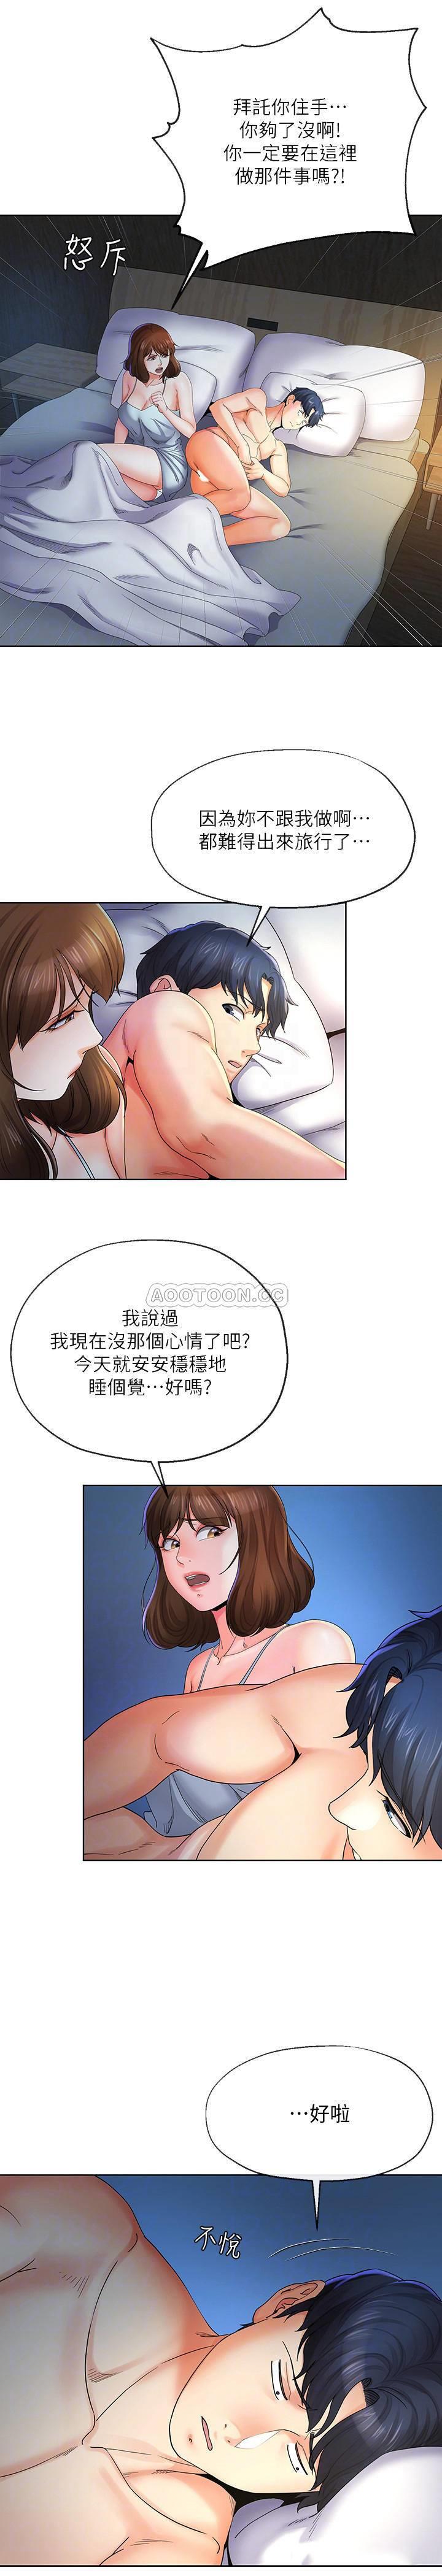 拜託你住手⋯
你夠了沒啊!
你一定要在這裡
做那件事嗎?!
怒斥
因為妳不跟我做啊⋯
都難得出來旅行了⋯
AOOTOON.CC
我說過
我現在沒那個心情了吧?
今天就安安穩穩地
睡個覺⋯好嗎?
⋯好啦
不悅